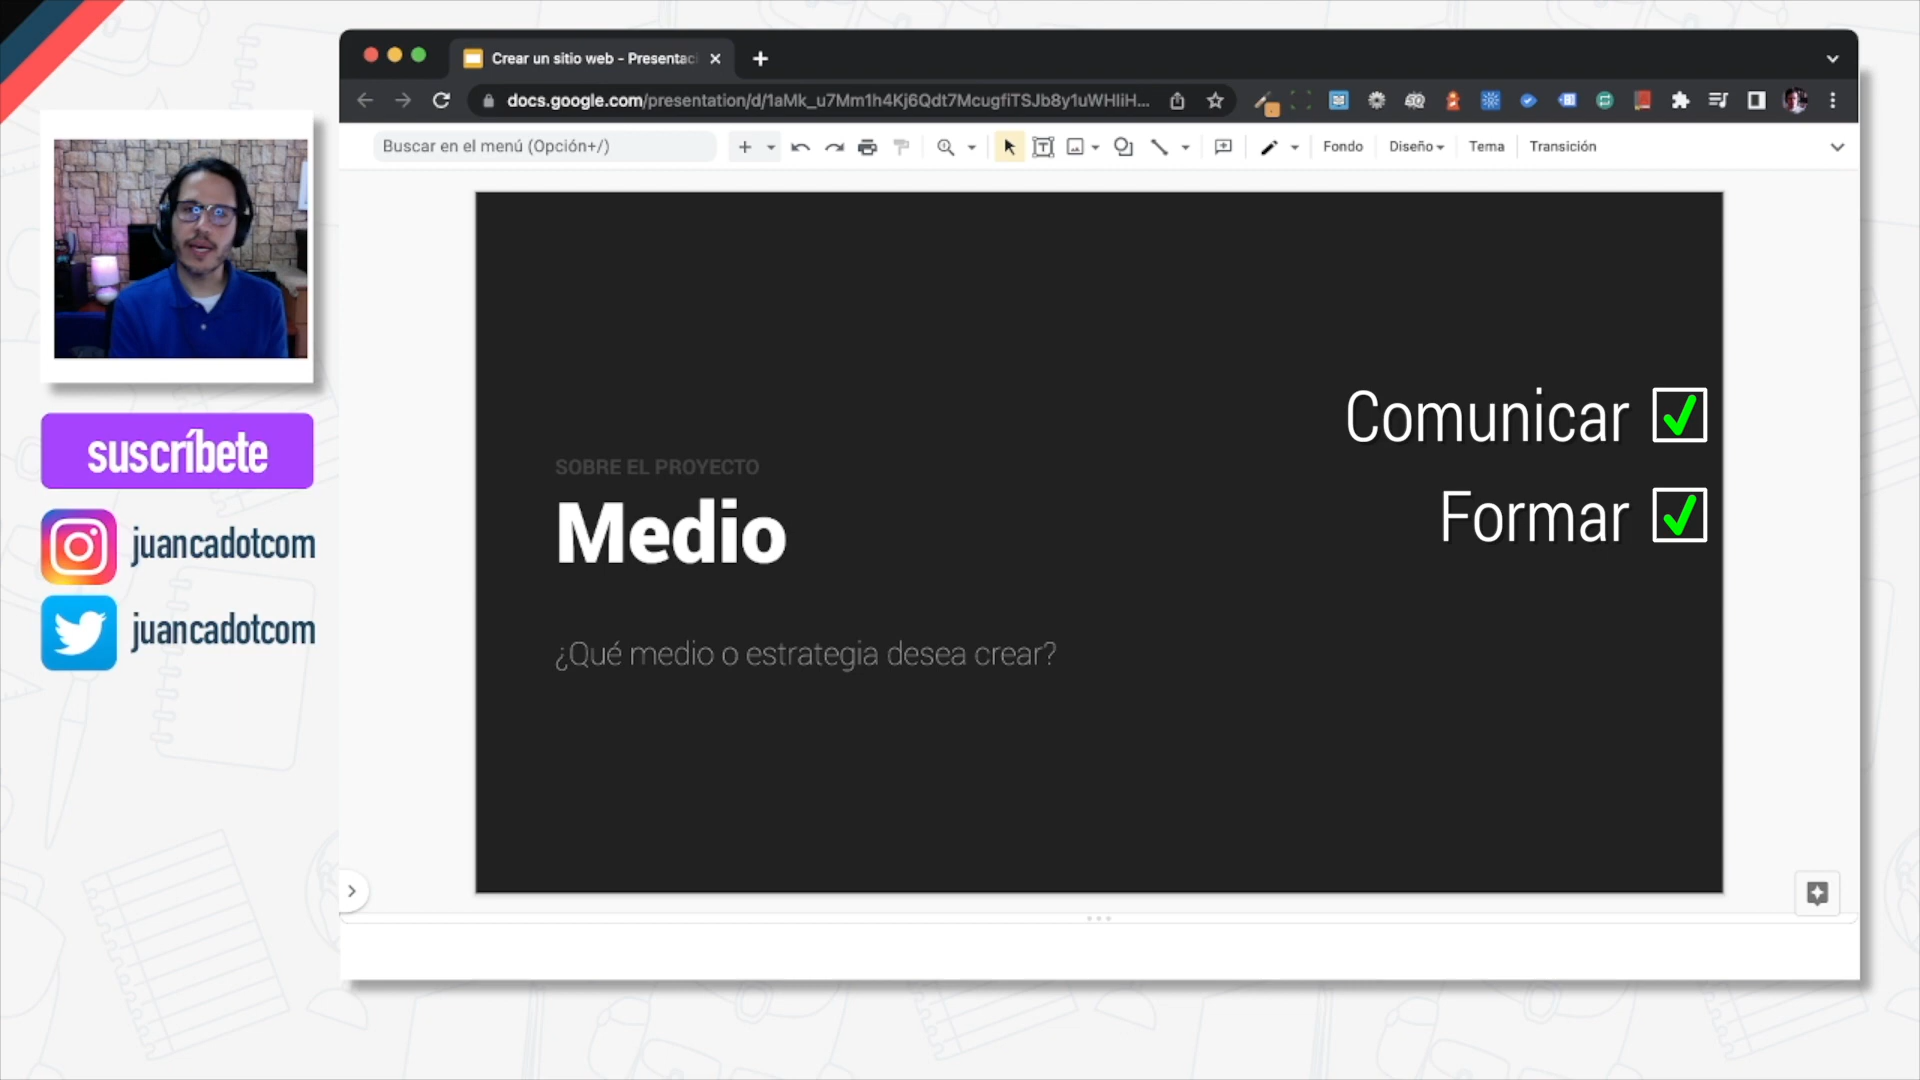 Crear un sitio web - Presentaci
docs.google.com/presentation/d/1aMk_u7Mm1h4Kj6Qdt7McugfiTSJb8y1uWHIiH...
Buscar en el menú (Opción+/)
Fondo
Diseño
Tema
Transición
suscríbete
juancadotcom
juancadotcom
Comunicar
Formar
SOBRE EL PROYECTO
Medio
¿Qué medio o estrategia desea crear?